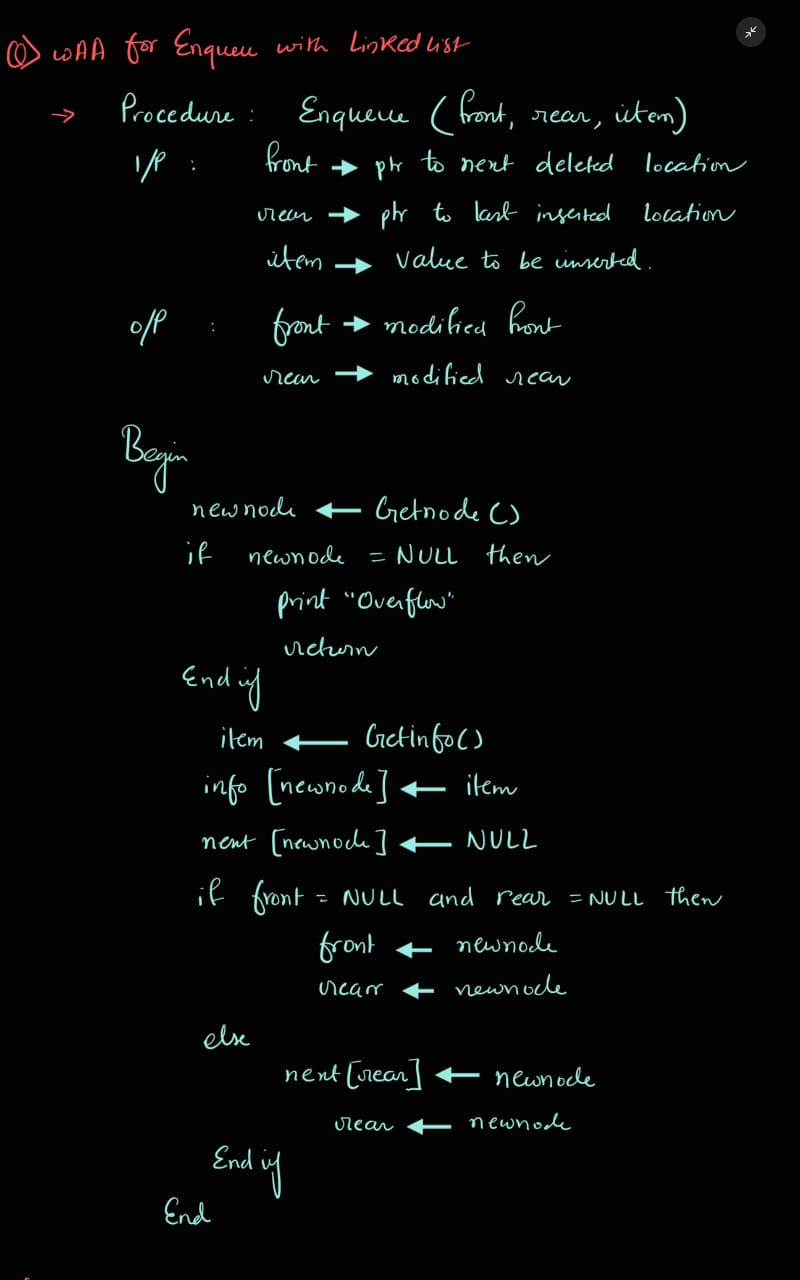 Q> WAA for Enqueu with Linked list
→ Procedure : Enqueue (front, rear, item)
I/P : front → ptr to next deleted location
rear → ptr to last inserted location
item → Value to be inserted.
O/P : front → modified front
rear → modified rear
Begin
newnode ← Getnode()
if newnode = NULL then
print "Overflow"
return
End if
item ← Getinfo()
info [newnode] ← item
next [newnode] ← NULL
if front = NULL and rear = NULL then
front ← newnode
rear ← newnode
else
next [rear] ← newnode
rear ← newnode
End if
End